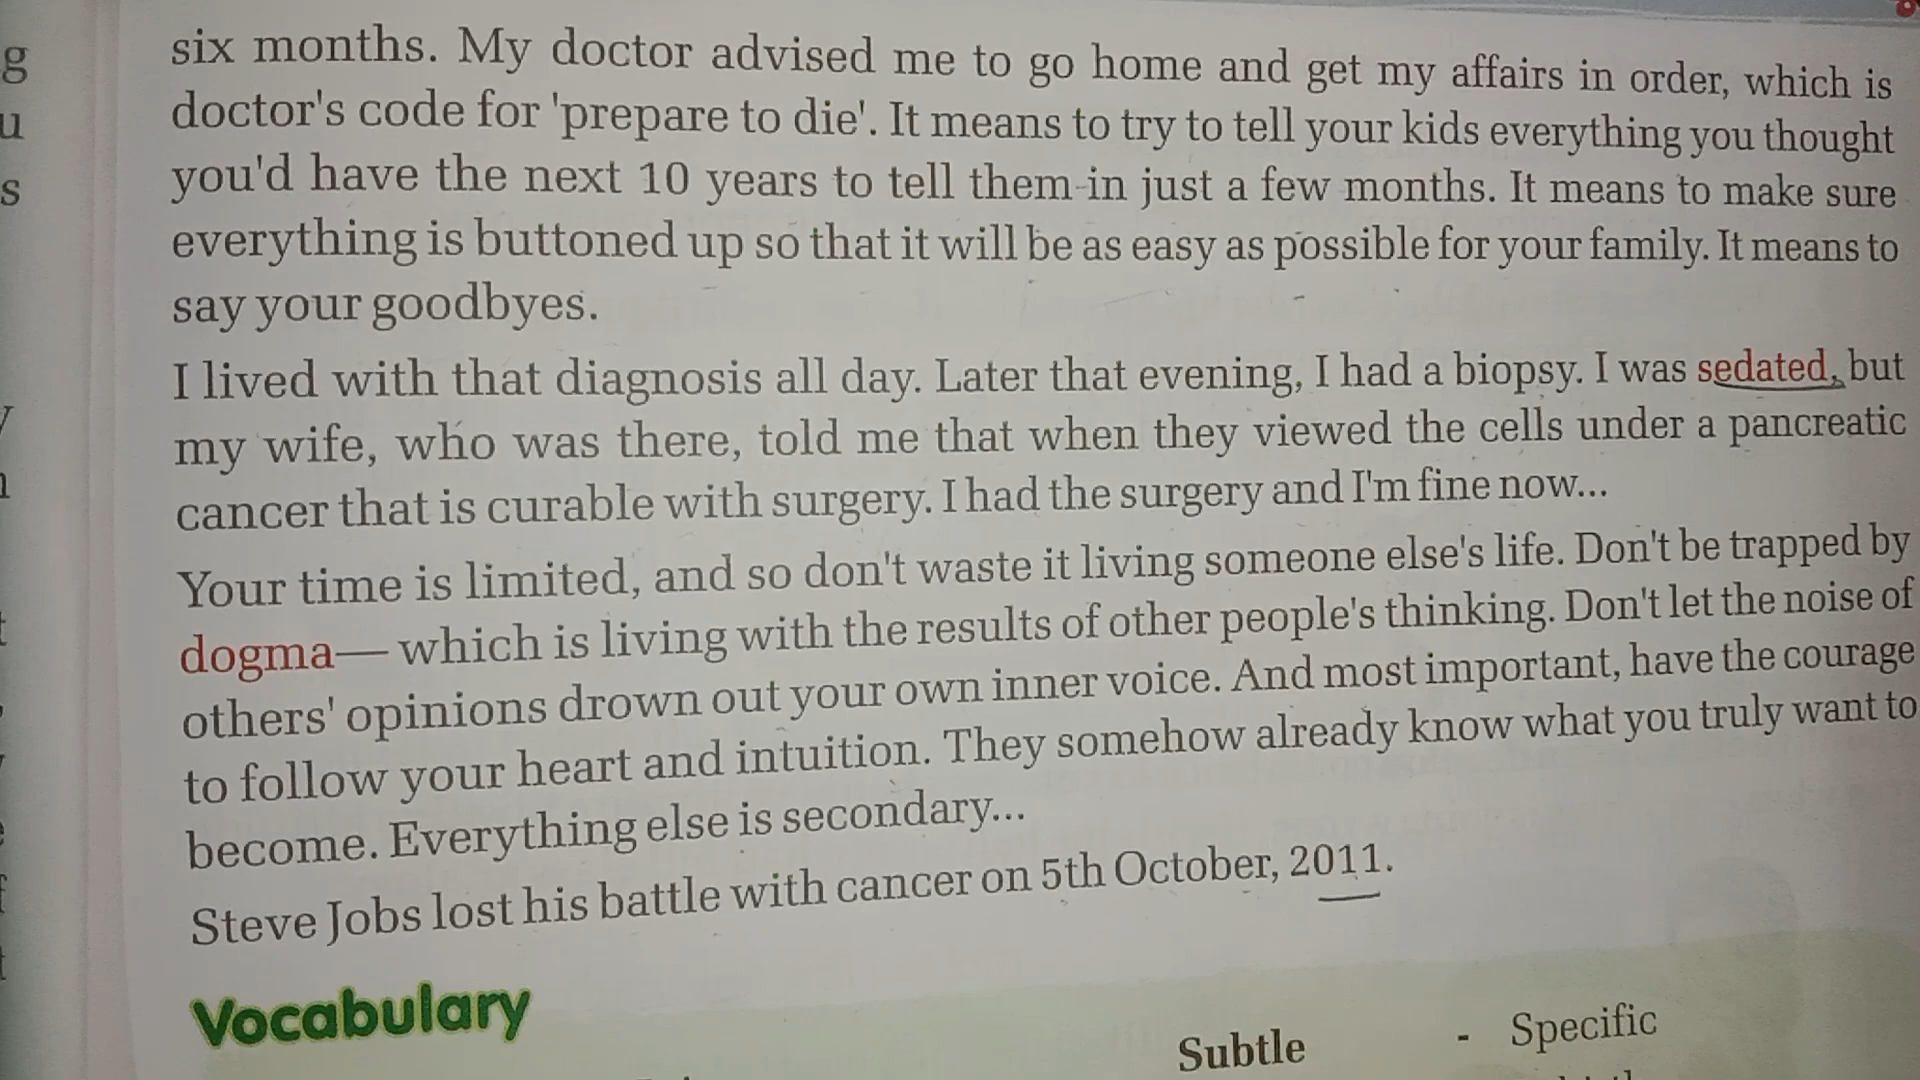 six months. My doctor advised me to go home and get my affairs in order, which is
doctor's code for 'prepare to die'. It means to try to tell your kids everything you thought
you'd have the next 10 years to tell them-in just a few months. It means to make sure
everything is buttoned up so that it will be as easy as possible for your family. It means to
say your goodbyes.
I lived with that diagnosis all day. Later that evening, I had a biopsy. I was sedated, but
my wife, who was there, told me that when they viewed the cells under a pancreatic
cancer that is curable with surgery. I had the surgery and I'm fine now...
Your time is limited, and so don't waste it living someone else's life. Don't be trapped by
dogma— which is living with the results of other people's thinking. Don't let the noise of
others' opinions drown out your own inner voice. And most important, have the courage
to follow your heart and intuition. They somehow already know what you truly want to
become. Everything else is secondary...
Steve Jobs lost his battle with cancer on 5th October, 2011.
Vocabulary
Subtle - Specific